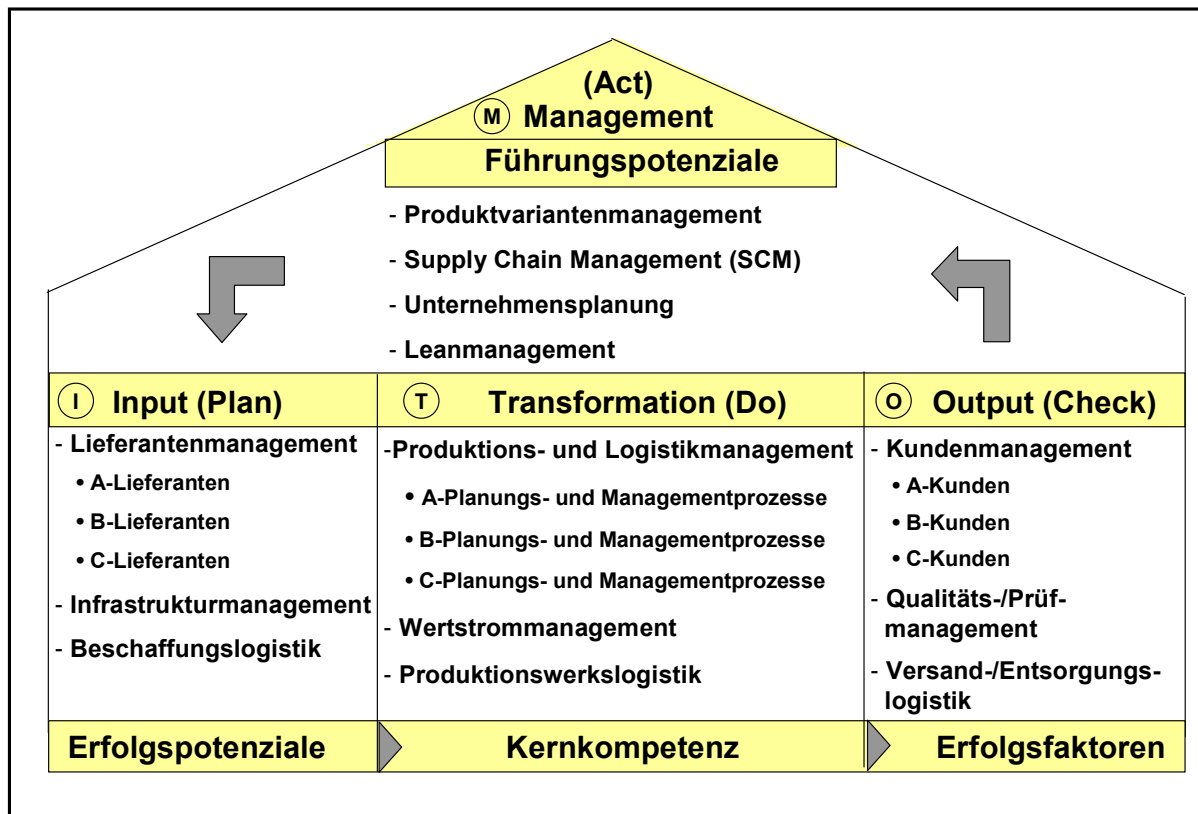 (Act)
M Management
Führungspotenziale
- Produktvariantenmanagement
- Supply Chain Management (SCM)
- Unternehmensplanung
- Leanmanagement
I Input (Plan)
- Lieferantenmanagement
• A-Lieferanten
• B-Lieferanten
• C-Lieferanten
- Infrastrukturmanagement
- Beschaffungslogistik
T Transformation (Do)
-Produktions- und Logistikmanagement
• A-Planungs- und Managementprozesse
• B-Planungs- und Managementprozesse
• C-Planungs- und Managementprozesse
- Wertstrommanagement
- Produktionswerkslogistik
O Output (Check)
- Kundenmanagement
• A-Kunden
• B-Kunden
• C-Kunden
- Qualitäts-/Prüf-
management
- Versand-/Entsorgungs-
logistik
Erfolgspotenziale
Kernkompetenz
Erfolgsfaktoren